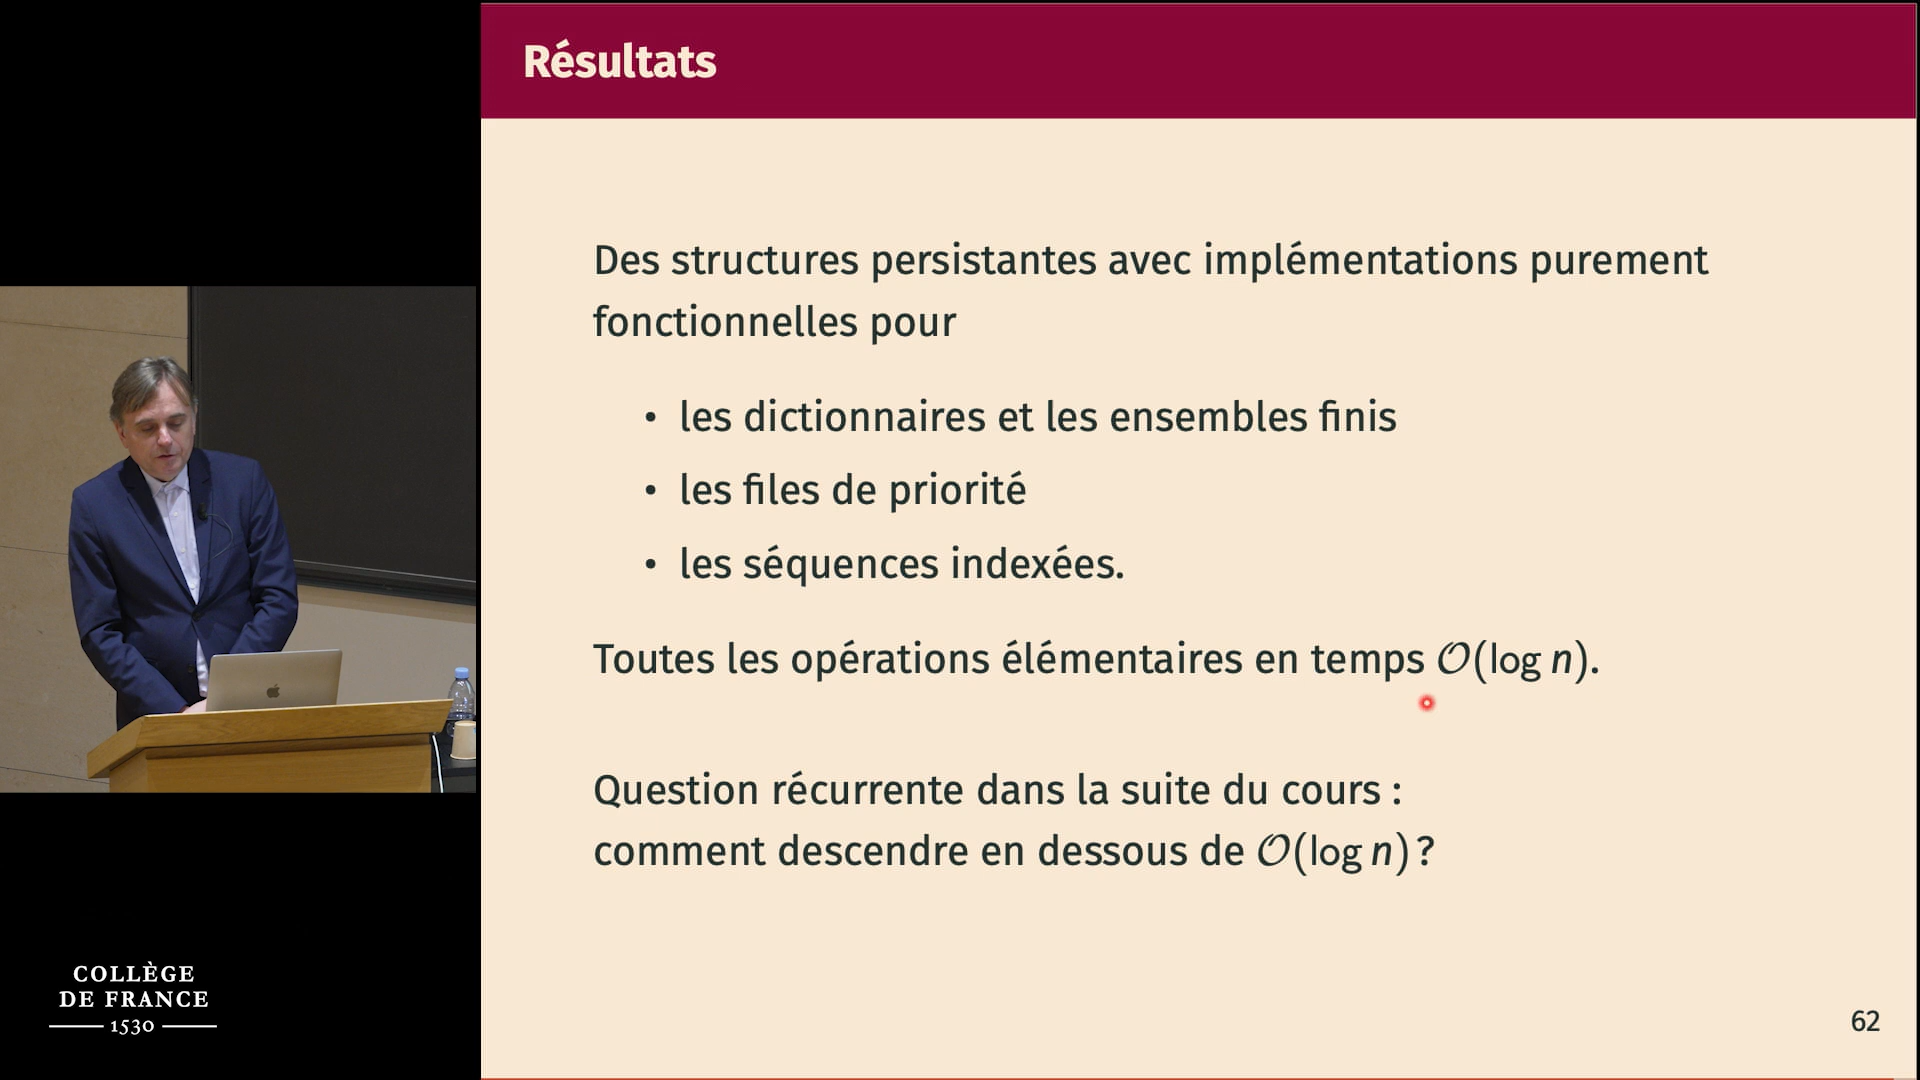 Résultats
Des structures persistantes avec implémentations purement
fonctionnelles pour
• les dictionnaires et les ensembles finis
• les files de priorité
• les séquences indexées.
Toutes les opérations élémentaires en temps O(log n).
Question récurrente dans la suite du cours :
comment descendre en dessous de O(log n) ?
62
COLLÈGE
DE FRANCE
1530